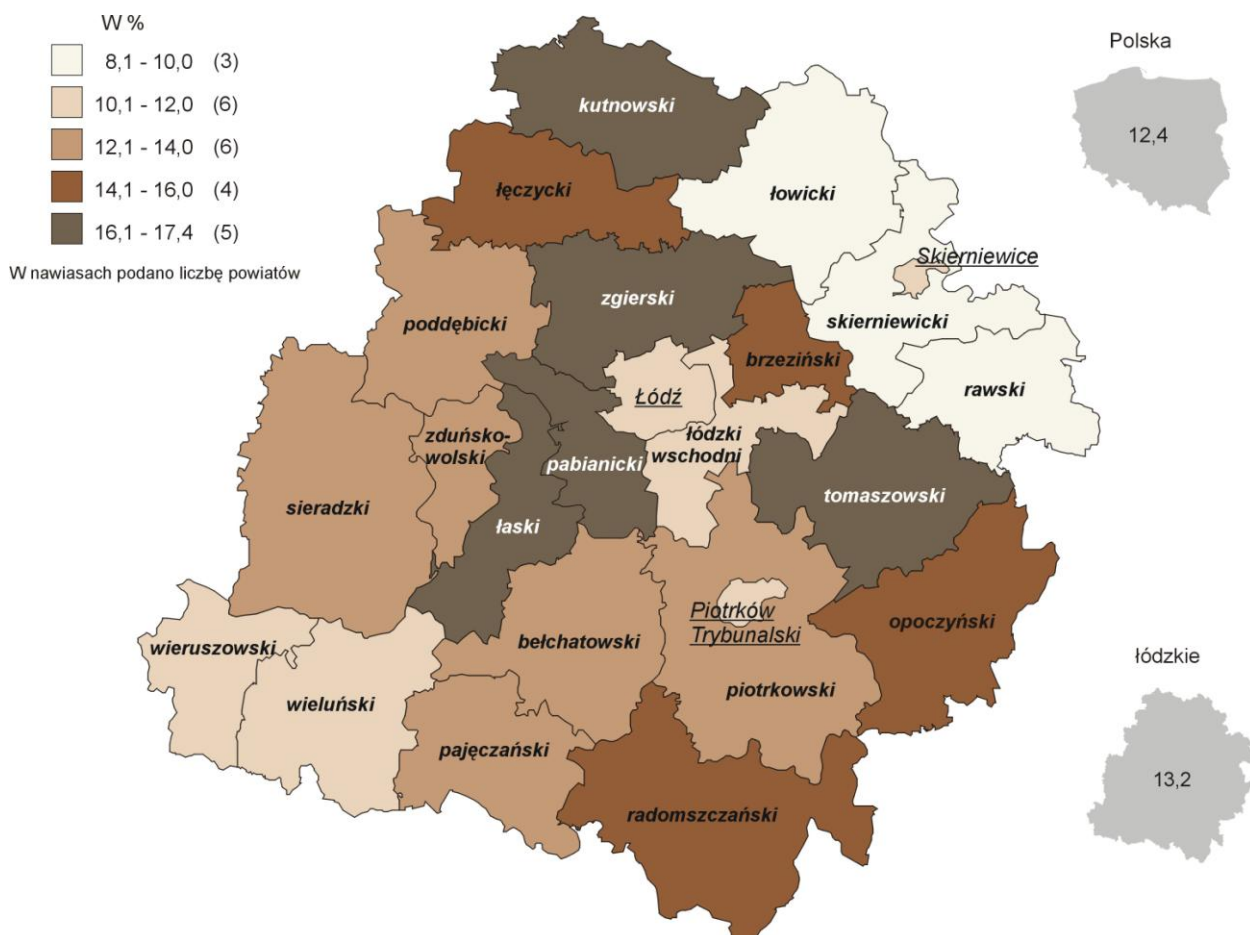 W %
8,1 - 10,0 (3)
10,1 - 12,0 (6)
12,1 - 14,0 (6)
14,1 - 16,0 (4)
16,1 - 17,4 (5)
W nawiasach podano liczbę powiatów
Polska
12,4
kutnowski
łęczycki
łowicki
Skierniewice
zgierski
skierniewicki
poddębicki
brzeziński
rawski
Łódź
zduńsko-
wolski
łódzki
wschodni
pabianicki
tomaszowski
sieradzki
łaski
Piotrków
Trybunalski
opoczyński
wieruszowski
bełchatowski
łódzkie
wieluński
piotrkowski
pajęczański
13,2
radomszczański